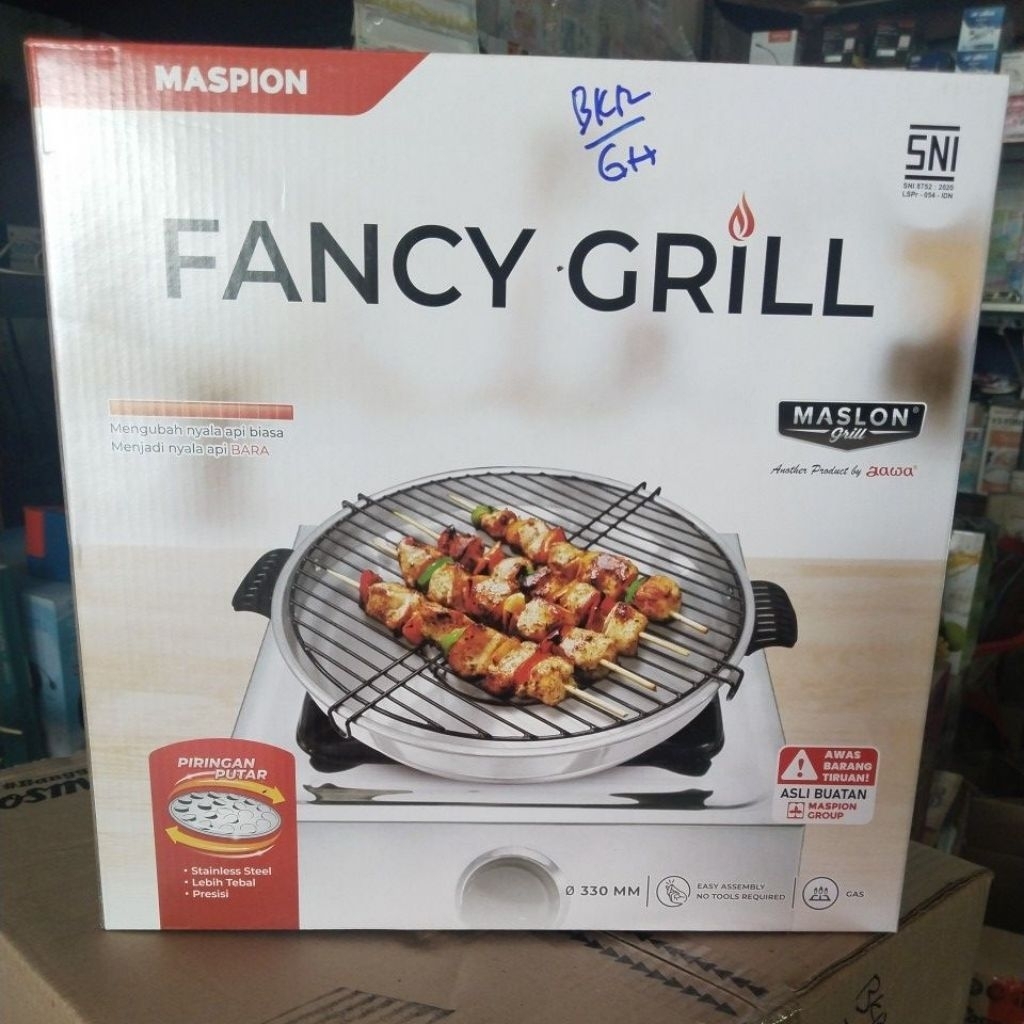 MASPION
BKR
GH
SNI
SNI 8752 : 2020
LSPr - 054 - IDN
FANCY GRILL
Mengubah nyala api biasa
Menjadi nyala api BARA
MASLON®
Grill
Another Product by aawa®
PIRINGAN
PUTAR
• Stainless Steel
• Lebih Tebal
• Presisi
AWAS
BARANG
TIRUAN!
ASLI BUATAN
MASPION
GROUP
Ø 330 MM
EASY ASSEMBLY
NO TOOLS REQUIRED
GAS